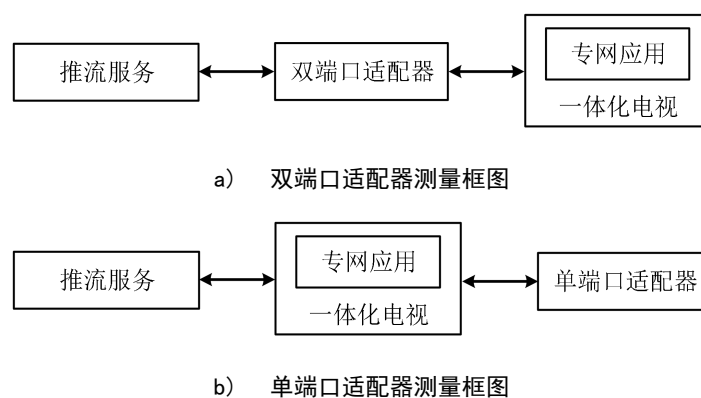 专网应用
推流服务
双端口适配器
一体化电视
a） 双端口适配器测量框图
专网应用
推流服务
单端口适配器
一体化电视
b） 单端口适配器测量框图